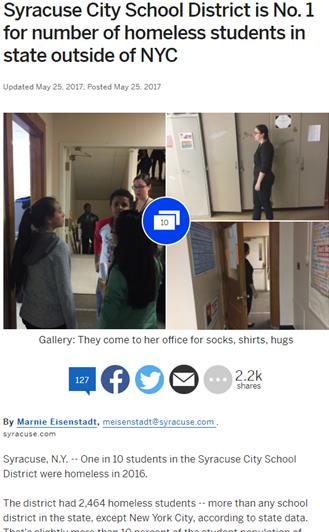 Syracuse City School District is No. 1
for number of homeless students in
state outside of NYC
Updated May 25, 2017; Posted May 25, 2017
10
Gallery: They come to her office for socks, shirts, hugs
127
2.2k
shares
By Marnie Eisenstadt, meisenstadt@syracuse.com,
syracuse.com
Syracuse, N.Y. -- One in 10 students in the Syracuse City School
District were homeless in 2016.
The district had 2,464 homeless students -- more than any school
district in the state, except New York City, according to state data.
That's slightly more than 10 percent of the student population of